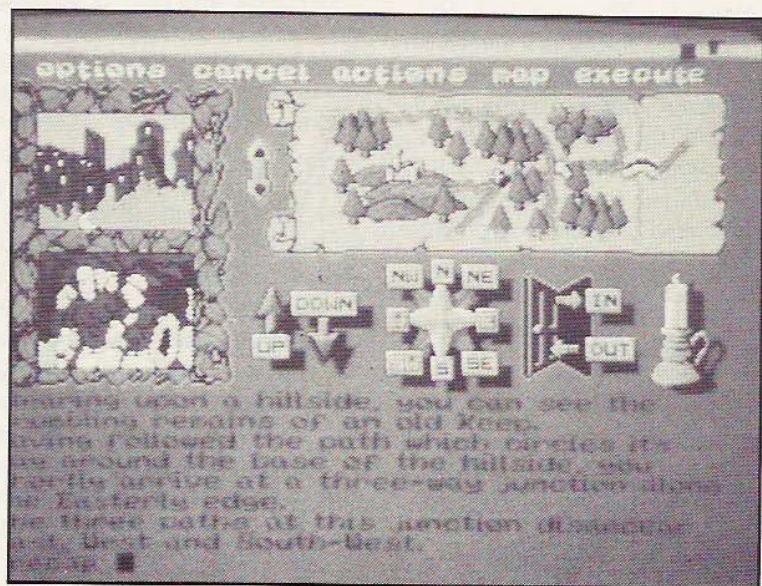 options cancel actions map execute
NW N NE
DOWN
UP
S SE
IN
OUT
upon a hillside, you can see the
remains of an old keep.
followed the path which circles its
around the base of the hillside, you
arrive at a three-way junction along
Easterly edge.
three paths at this junction
West and South-West.